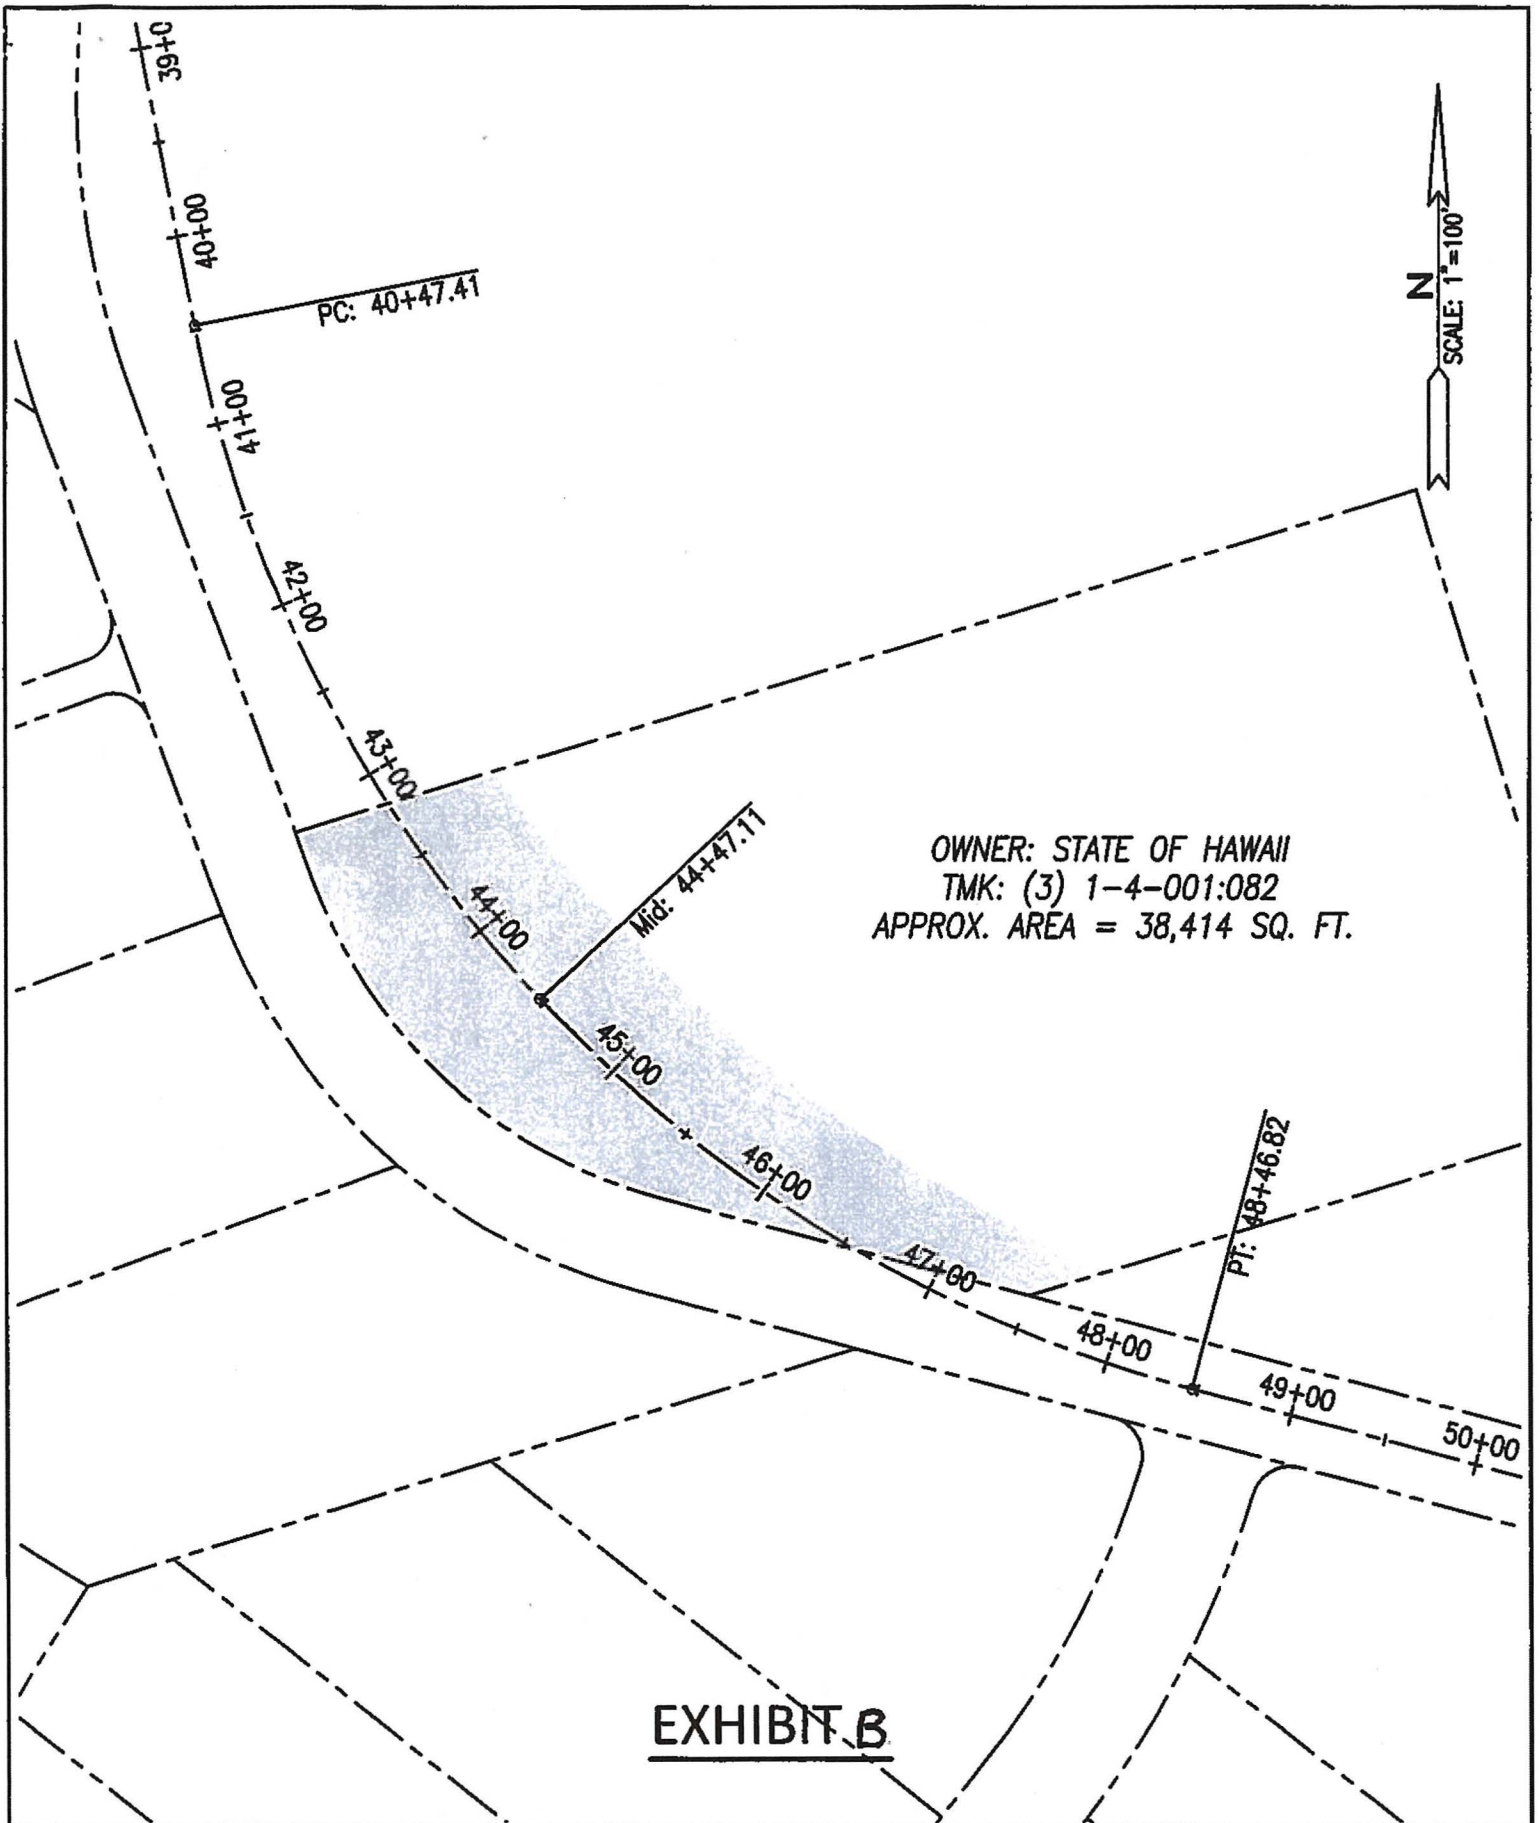 39+0
40+00
PC: 40+47.41
N
SCALE: 1"=100'
41+00
42+00
43+00
Mid: 44+47.11
OWNER: STATE OF HAWAII
TMK: (3) 1-4-001:082
APPROX. AREA = 38,414 SQ. FT.
44+00
45+00
46+00
PT: 48+46.82
47+00
48+00
49+00
50+00
EXHIBIT B